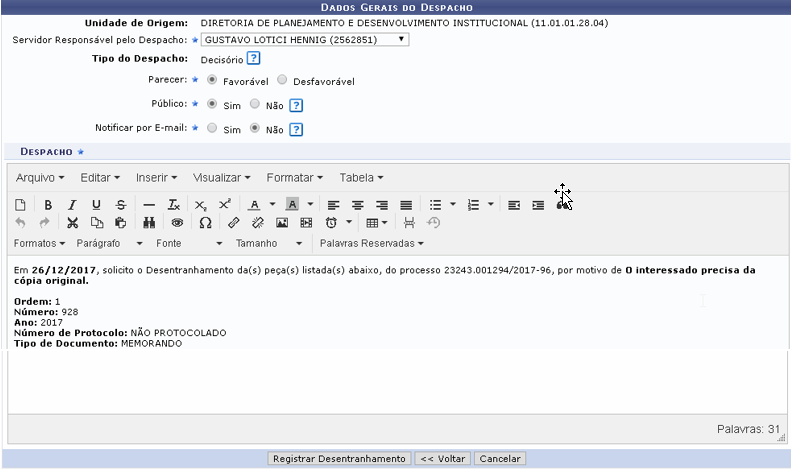 Dados Gerais do Despacho
Unidade de Origem: DIRETORIA DE PLANEJAMENTO E DESENVOLVIMENTO INSTITUCIONAL (11.01.01.28.04)
Servidor Responsável pelo Despacho: ★ GUSTAVO LOTICI HENNIG (2562851)
Tipo do Despacho: Decisório ?
Parecer: ★ Favorável Desfavorável
Público: ★ Sim Não ?
Notificar por E-mail: ★ Sim Não ?
Despacho ★
Arquivo Editar Inserir Visualizar Formatar Tabela
B I U S Tx X₂ X² A A
Formatos Parágrafo Fonte Tamanho Palavras Reservadas
Em 26/12/2017, solicito o Desentranhamento da(s) peça(s) listada(s) abaixo, do processo 23243.001294/2017-96, por motivo de O interessado precisa da
cópia original.
Ordem: 1
Número: 928
Ano: 2017
Número de Protocolo: NÃO PROTOCOLADO
Tipo de Documento: MEMORANDO
Palavras: 31
Registrar Desentranhamento << Voltar Cancelar